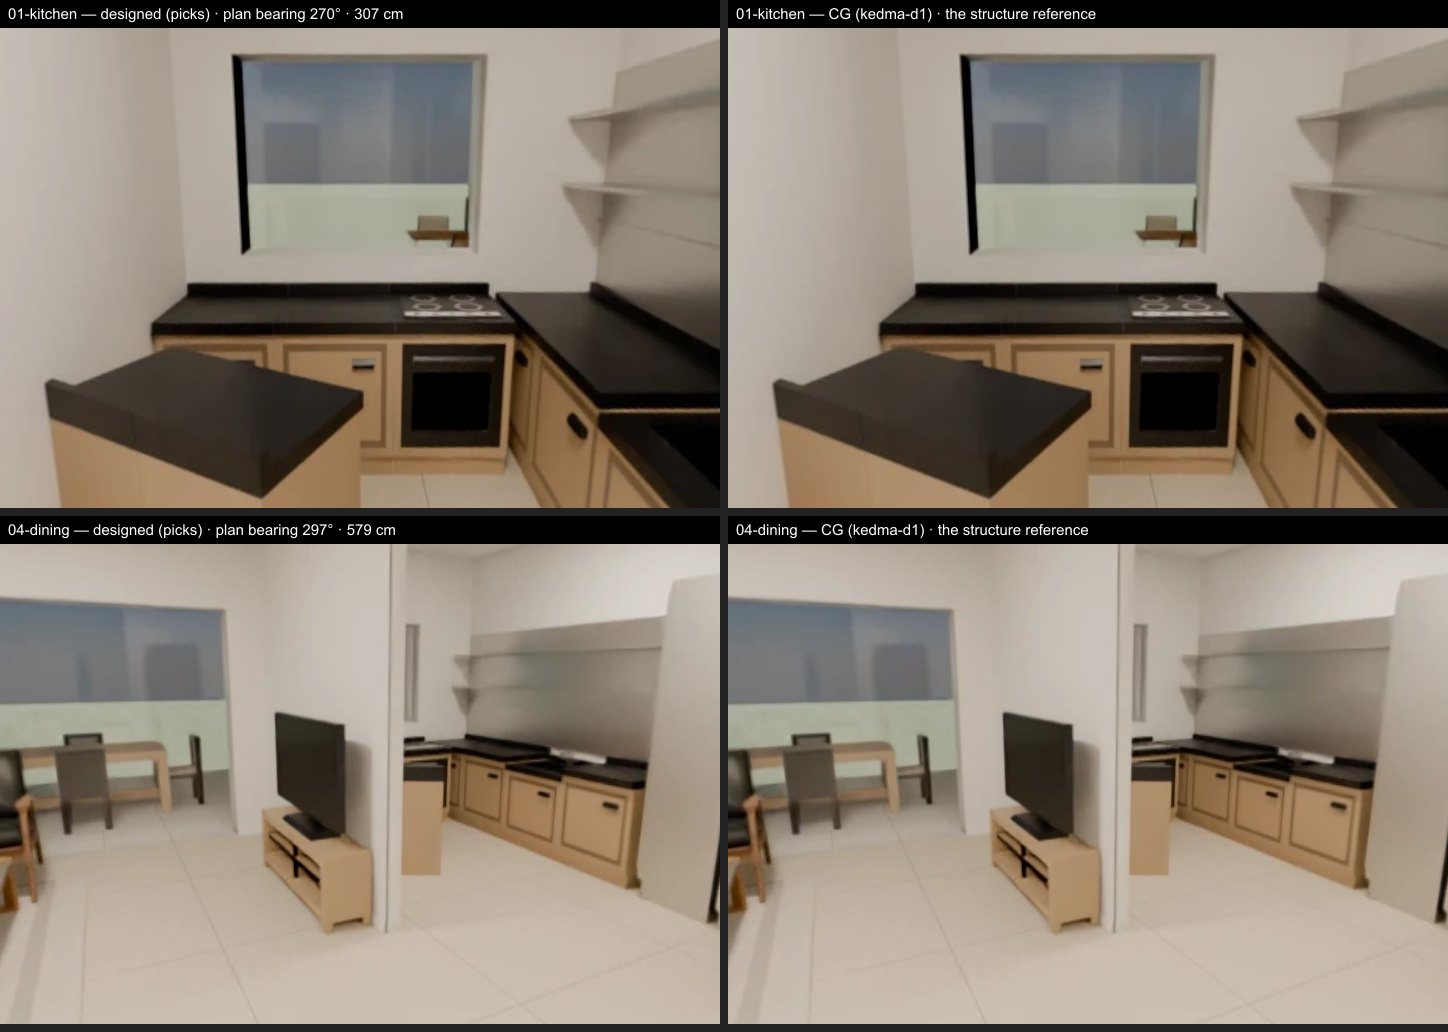 01-kitchen — designed (picks) · plan bearing 270° · 307 cm
01-kitchen — CG (kedma-d1) · the structure reference
04-dining — designed (picks) · plan bearing 297° · 579 cm
04-dining — CG (kedma-d1) · the structure reference